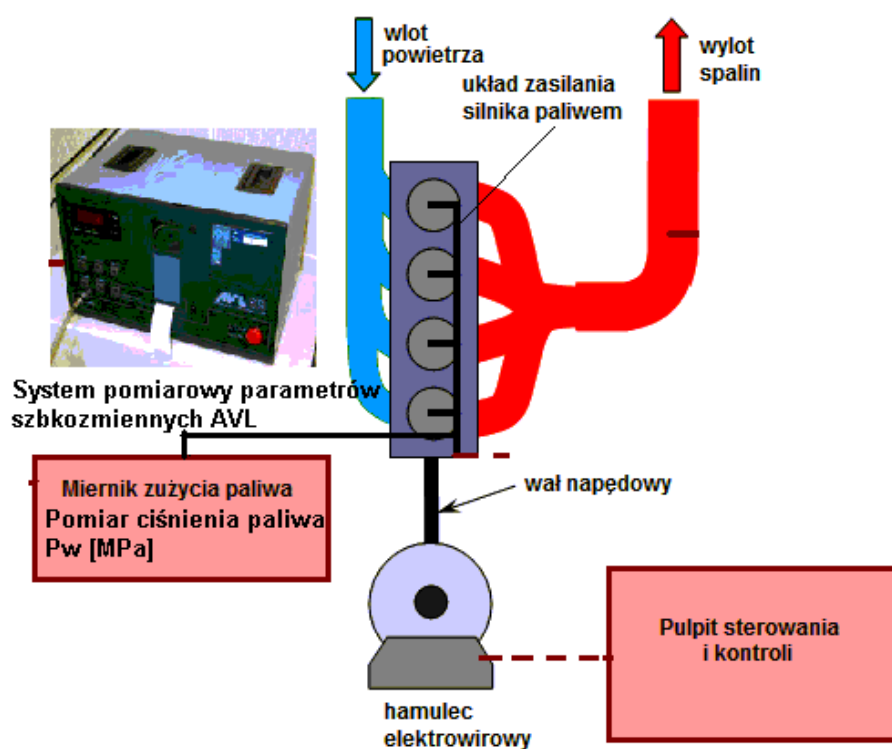 wlot
powietrza
wylot
spalin
układ zasilania
silnika paliwem
AVL
System pomiarowy parametrów
szbkozmiennych AVL
Miernik zużycia paliwa
Pomiar ciśnienia paliwa
Pw [MPa]
wał napędowy
Pulpit sterowania
i kontroli
hamulec
elektrowirowy